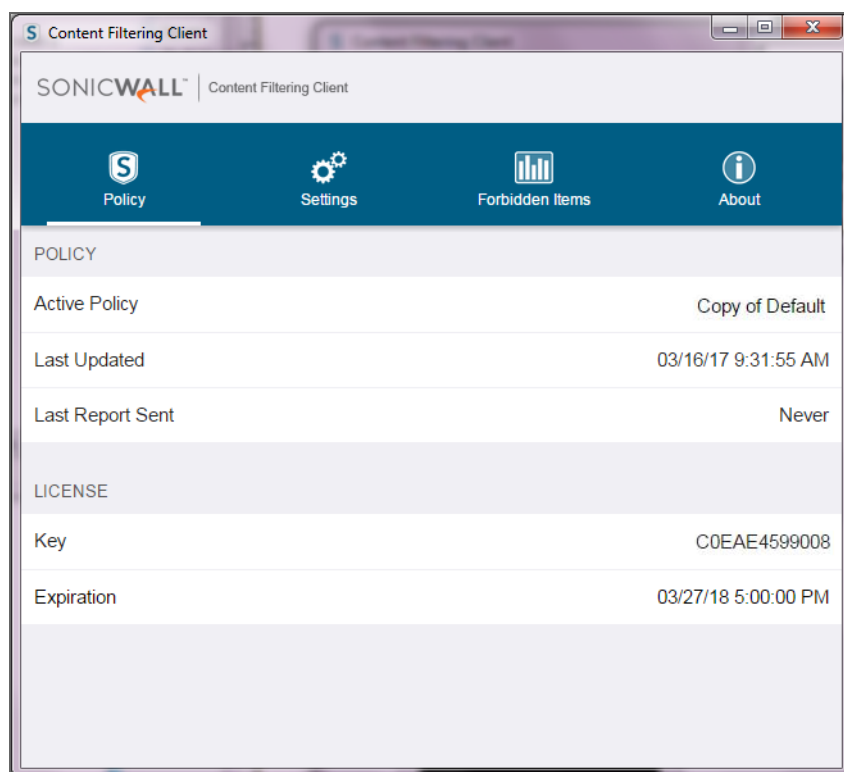 S Content Filtering Client
SONICWALL™ | Content Filtering Client
S
Policy
Settings
Forbidden Items
i
About
POLICY
Active Policy Copy of Default
Last Updated 03/16/17 9:31:55 AM
Last Report Sent Never
LICENSE
Key C0EAE4599008
Expiration 03/27/18 5:00:00 PM